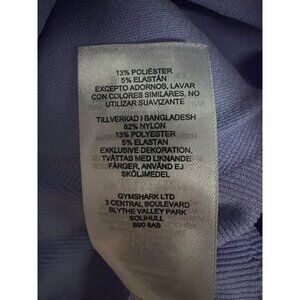 13% POLIÉSTER
5% ELASTÁN
EXCEPTO ADORNOS, LAVAR
CON COLORES SIMILARES, NO
UTILIZAR SUAVIZANTE
TILLVERKAD I BANGLADESH
82% NYLON
13% POLYESTER
5% ELASTAN
EXKLUSIVE DEKORATION,
TVÄTTAS MED LIKNANDE
FÄRGER, ANVÄND EJ
SKÖLJMEDEL
GYMSHARK LTD
3 CENTRAL BOULEVARD
BLYTHE VALLEY PARK
SOLIHULL
B90 8AB